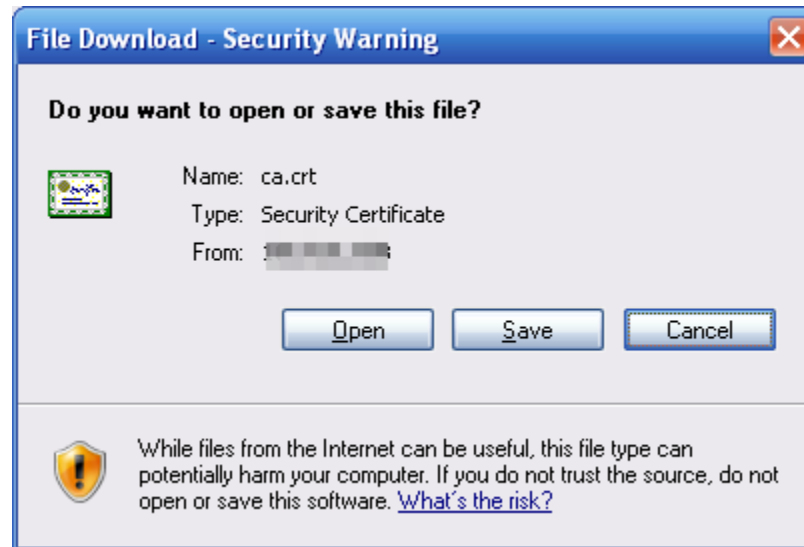 File Download - Security Warning
Do you want to open or save this file?
Name: ca.crt
Type: Security Certificate
From:
Open Save Cancel
While files from the Internet can be useful, this file type can
potentially harm your computer. If you do not trust the source, do not
open or save this software. What's the risk?